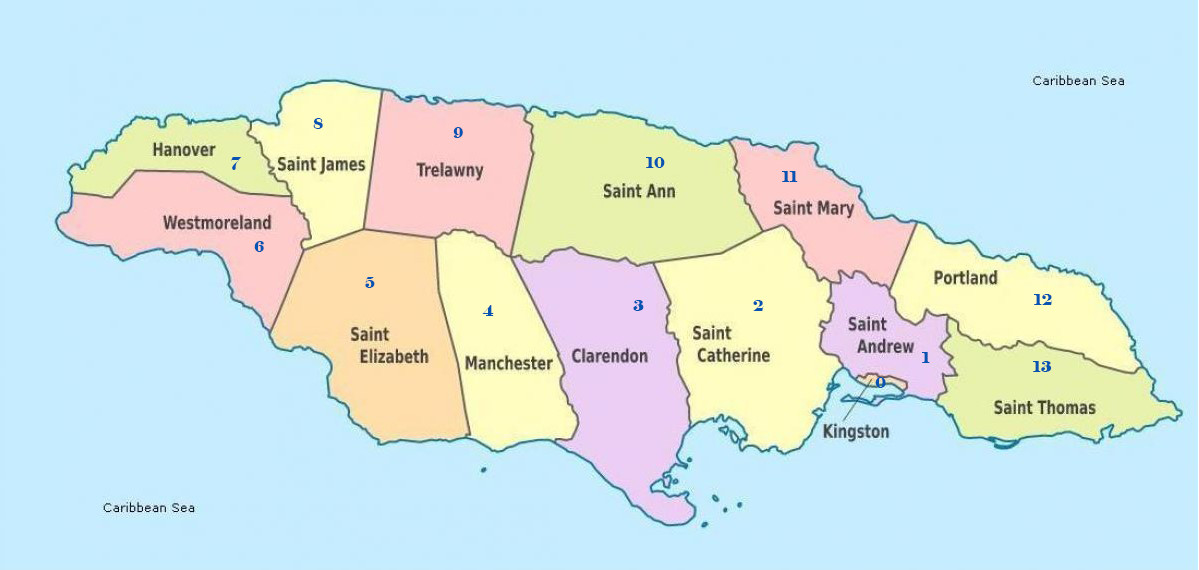 Caribbean Sea
8
9
Hanover
7
Saint James
Trelawny
10
Saint Ann
11
Saint Mary
Westmoreland
6
5
4
3
2
Portland
12
Saint
Elizabeth
Manchester
Clarendon
Saint
Catherine
Saint
Andrew
1
13
0
Saint Thomas
Kingston
Caribbean Sea